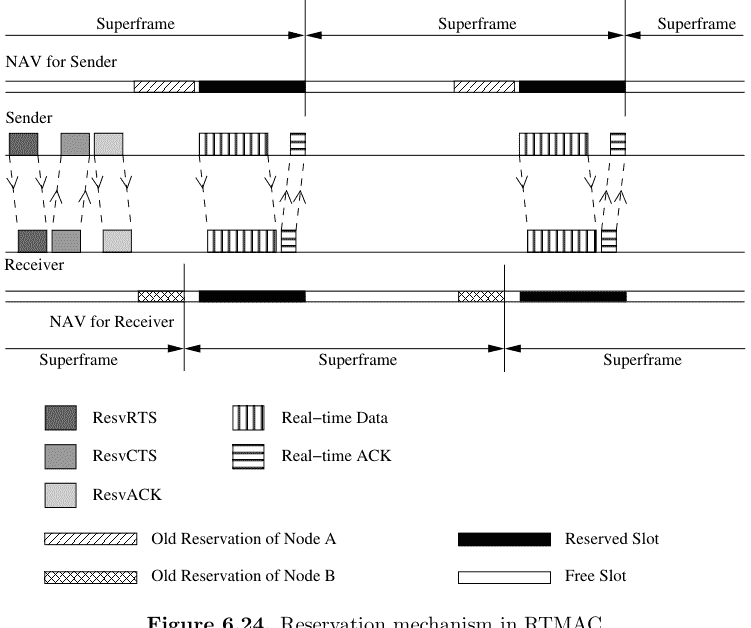 Superframe Superframe Superframe
NAV for Sender
Sender
Receiver
NAV for Receiver
Superframe Superframe Superframe
ResvRTS Real-time Data
ResvCTS Real-time ACK
ResvACK
Old Reservation of Node A Reserved Slot
Old Reservation of Node B Free Slot
Figure 6.24. Reservation mechanism in RTMAC